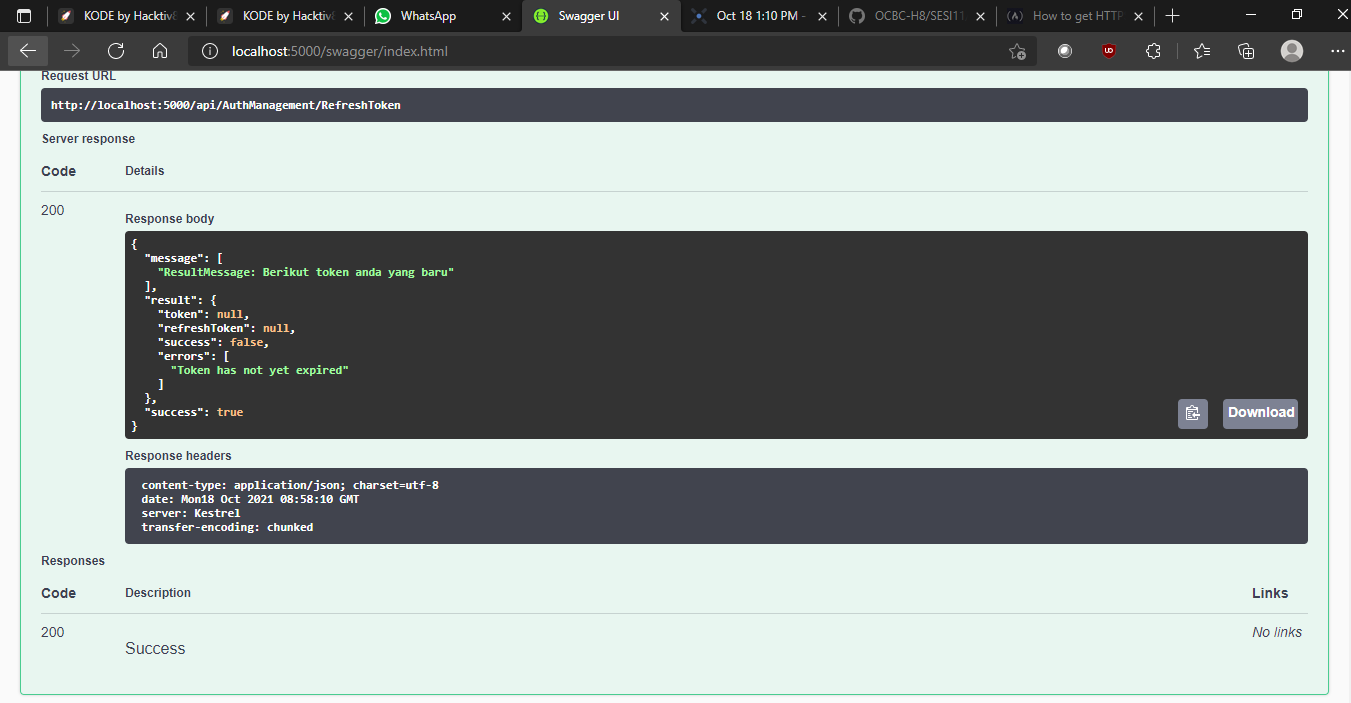 KODE by Hacktiv8
KODE by Hacktiv8
WhatsApp
Swagger UI
Oct 18 1:10 PM -
OCBC-H8/SESI11
How to get HTTP
localhost:5000/swagger/index.html
Request URL
http://localhost:5000/api/AuthManagement/RefreshToken
Server response
Code Details
200
Response body
{
"message": [
"ResultMessage: Berikut token anda yang baru"
],
"result": {
"token": null,
"refreshToken": null,
"success": false,
"errors": [
"Token has not yet expired"
]
},
"success": true
}
Download
Response headers
content-type: application/json; charset=utf-8
date: Mon18 Oct 2021 08:58:10 GMT
server: Kestrel
transfer-encoding: chunked
Responses
Code Description Links
200 No links
Success